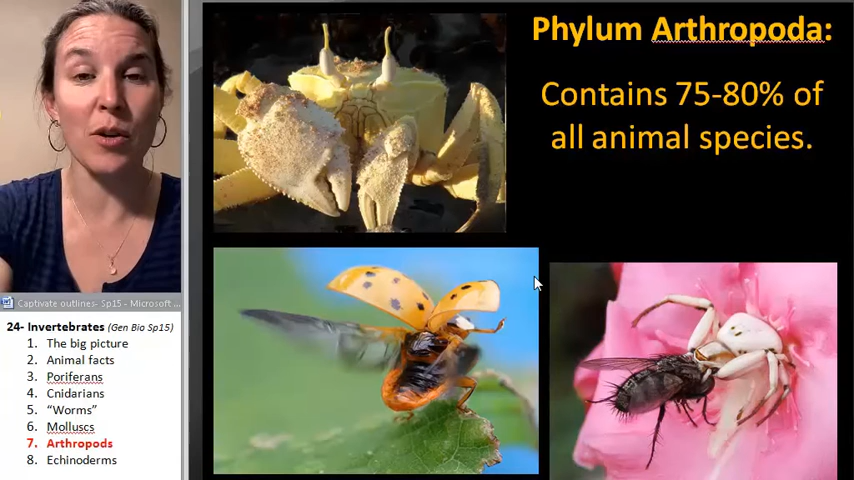 Phylum Arthropoda:
Contains 75-80% of
all animal species.
Captivate outlines- Sp15 - Microsoft ...
24- Invertebrates (Gen Bio Sp15)
1. The big picture
2. Animal facts
3. Poriferans
4. Cnidarians
5. “Worms”
6. Molluscs
7. Arthropods
8. Echinoderms